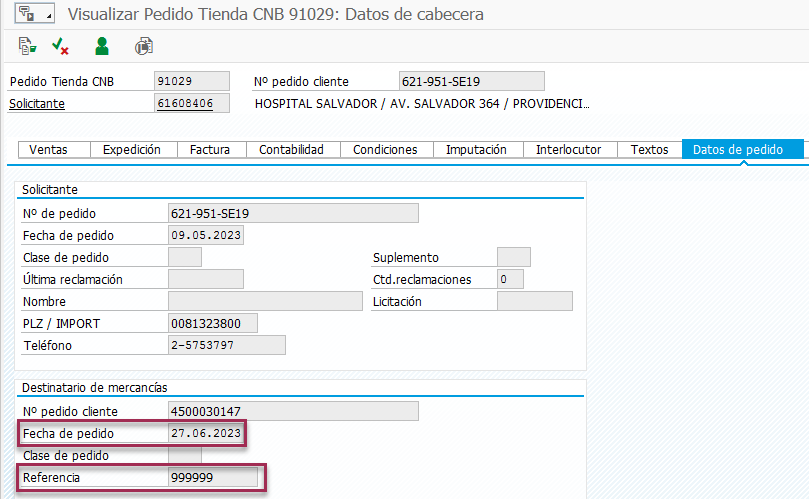 Visualizar Pedido Tienda CNB 91029: Datos de cabecera
Pedido Tienda CNB 91029 Nº pedido cliente 621-951-SE19
Solicitante 61608406 HOSPITAL SALVADOR / AV. SALVADOR 364 / PROVIDENCI...
Ventas Expedición Factura Contabilidad Condiciones Imputación Interlocutor Textos Datos de pedido
Solicitante
Nº de pedido 621-951-SE19
Fecha de pedido 09.05.2023
Clase de pedido Suplemento
Última reclamación Ctd.reclamaciones 0
Nombre Licitación
PLZ / IMPORT 0081323800
Teléfono 2-5753797
Destinatario de mercancías
Nº pedido cliente 4500030147
Fecha de pedido 27.06.2023
Clase de pedido
Referencia 999999